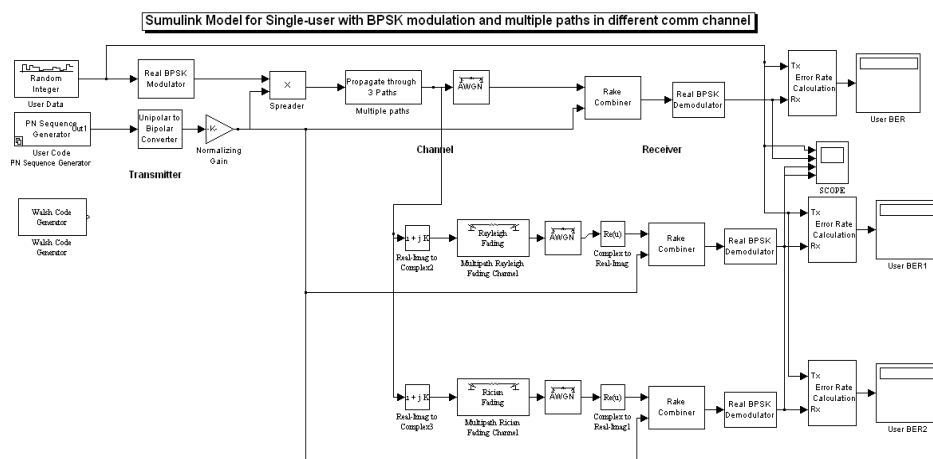 Sumulink Model for Single-user with BPSK modulation and multiple paths in different comm channel
Random
Integer
User Data
Real BPSK
Modulator
×
Spreader
Propagate through
3 Paths
Multiple paths
AWGN
Rake
Combiner
Real BPSK
Demodulator
Tx
Rx
Error Rate
Calculation
User BER
PN Sequence
Generator
Out1
User Code
PN Sequence Generator
Unipolar to
Bipolar
Converter
-K-
Normalizing
Gain
Transmitter
Channel
Receiver
SCOPE
Walsh Code
Generator
Walsh Code
Generator
u + j K
Real-Imag to
Complex2
Rayleigh
Fading
Multipath Rayleigh
Fading Channel
AWGN
Re(u)
Complex to
Real-Imag
Rake
Combiner
Real BPSK
Demodulator
Tx
Rx
Error Rate
Calculation
User BER1
u + j K
Real-Imag to
Complex3
Rician
Fading
Multipath Rician
Fading Channel
AWGN
Re(u)
Complex to
Real-Imag1
Rake
Combiner
Real BPSK
Demodulator
Tx
Rx
Error Rate
Calculation
User BER2